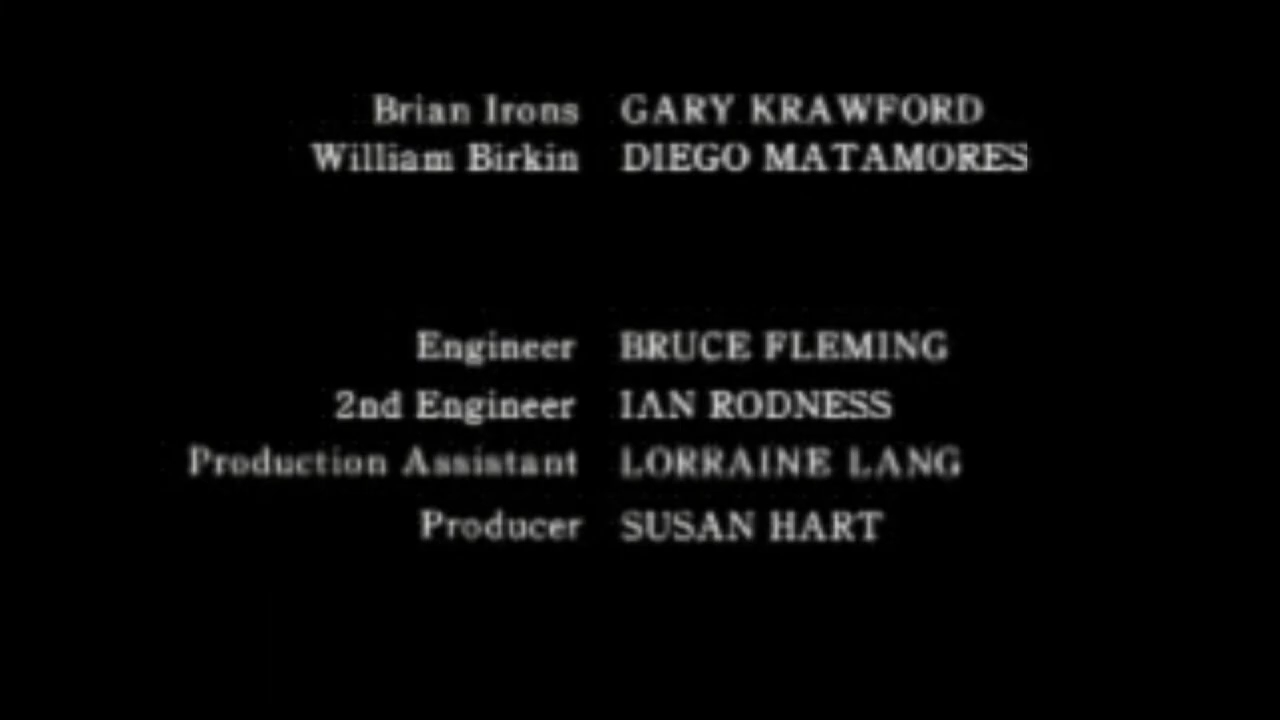 Brian Irons GARY KRAWFORD
William Birkin DIEGO MATAMORES
Engineer BRUCE FLEMING
2nd Engineer IAN RODNESS
Production Assistant LORRAINE LANG
Producer SUSAN HART